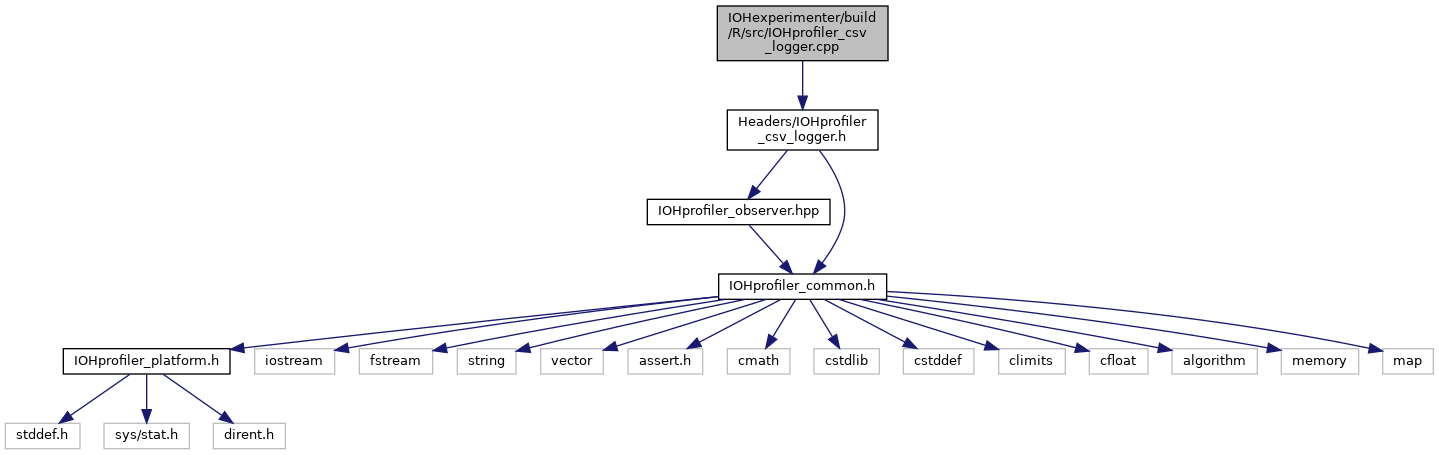 IOHexperimenter/build
/R/src/IOHprofiler_csv
_logger.cpp
Headers/IOHprofiler
_csv_logger.h
IOHprofiler_observer.hpp
IOHprofiler_common.h
IOHprofiler_platform.h
iostream
fstream
string
vector
assert.h
cmath
cstdlib
cstddef
climits
cfloat
algorithm
memory
map
stddef.h
sys/stat.h
dirent.h